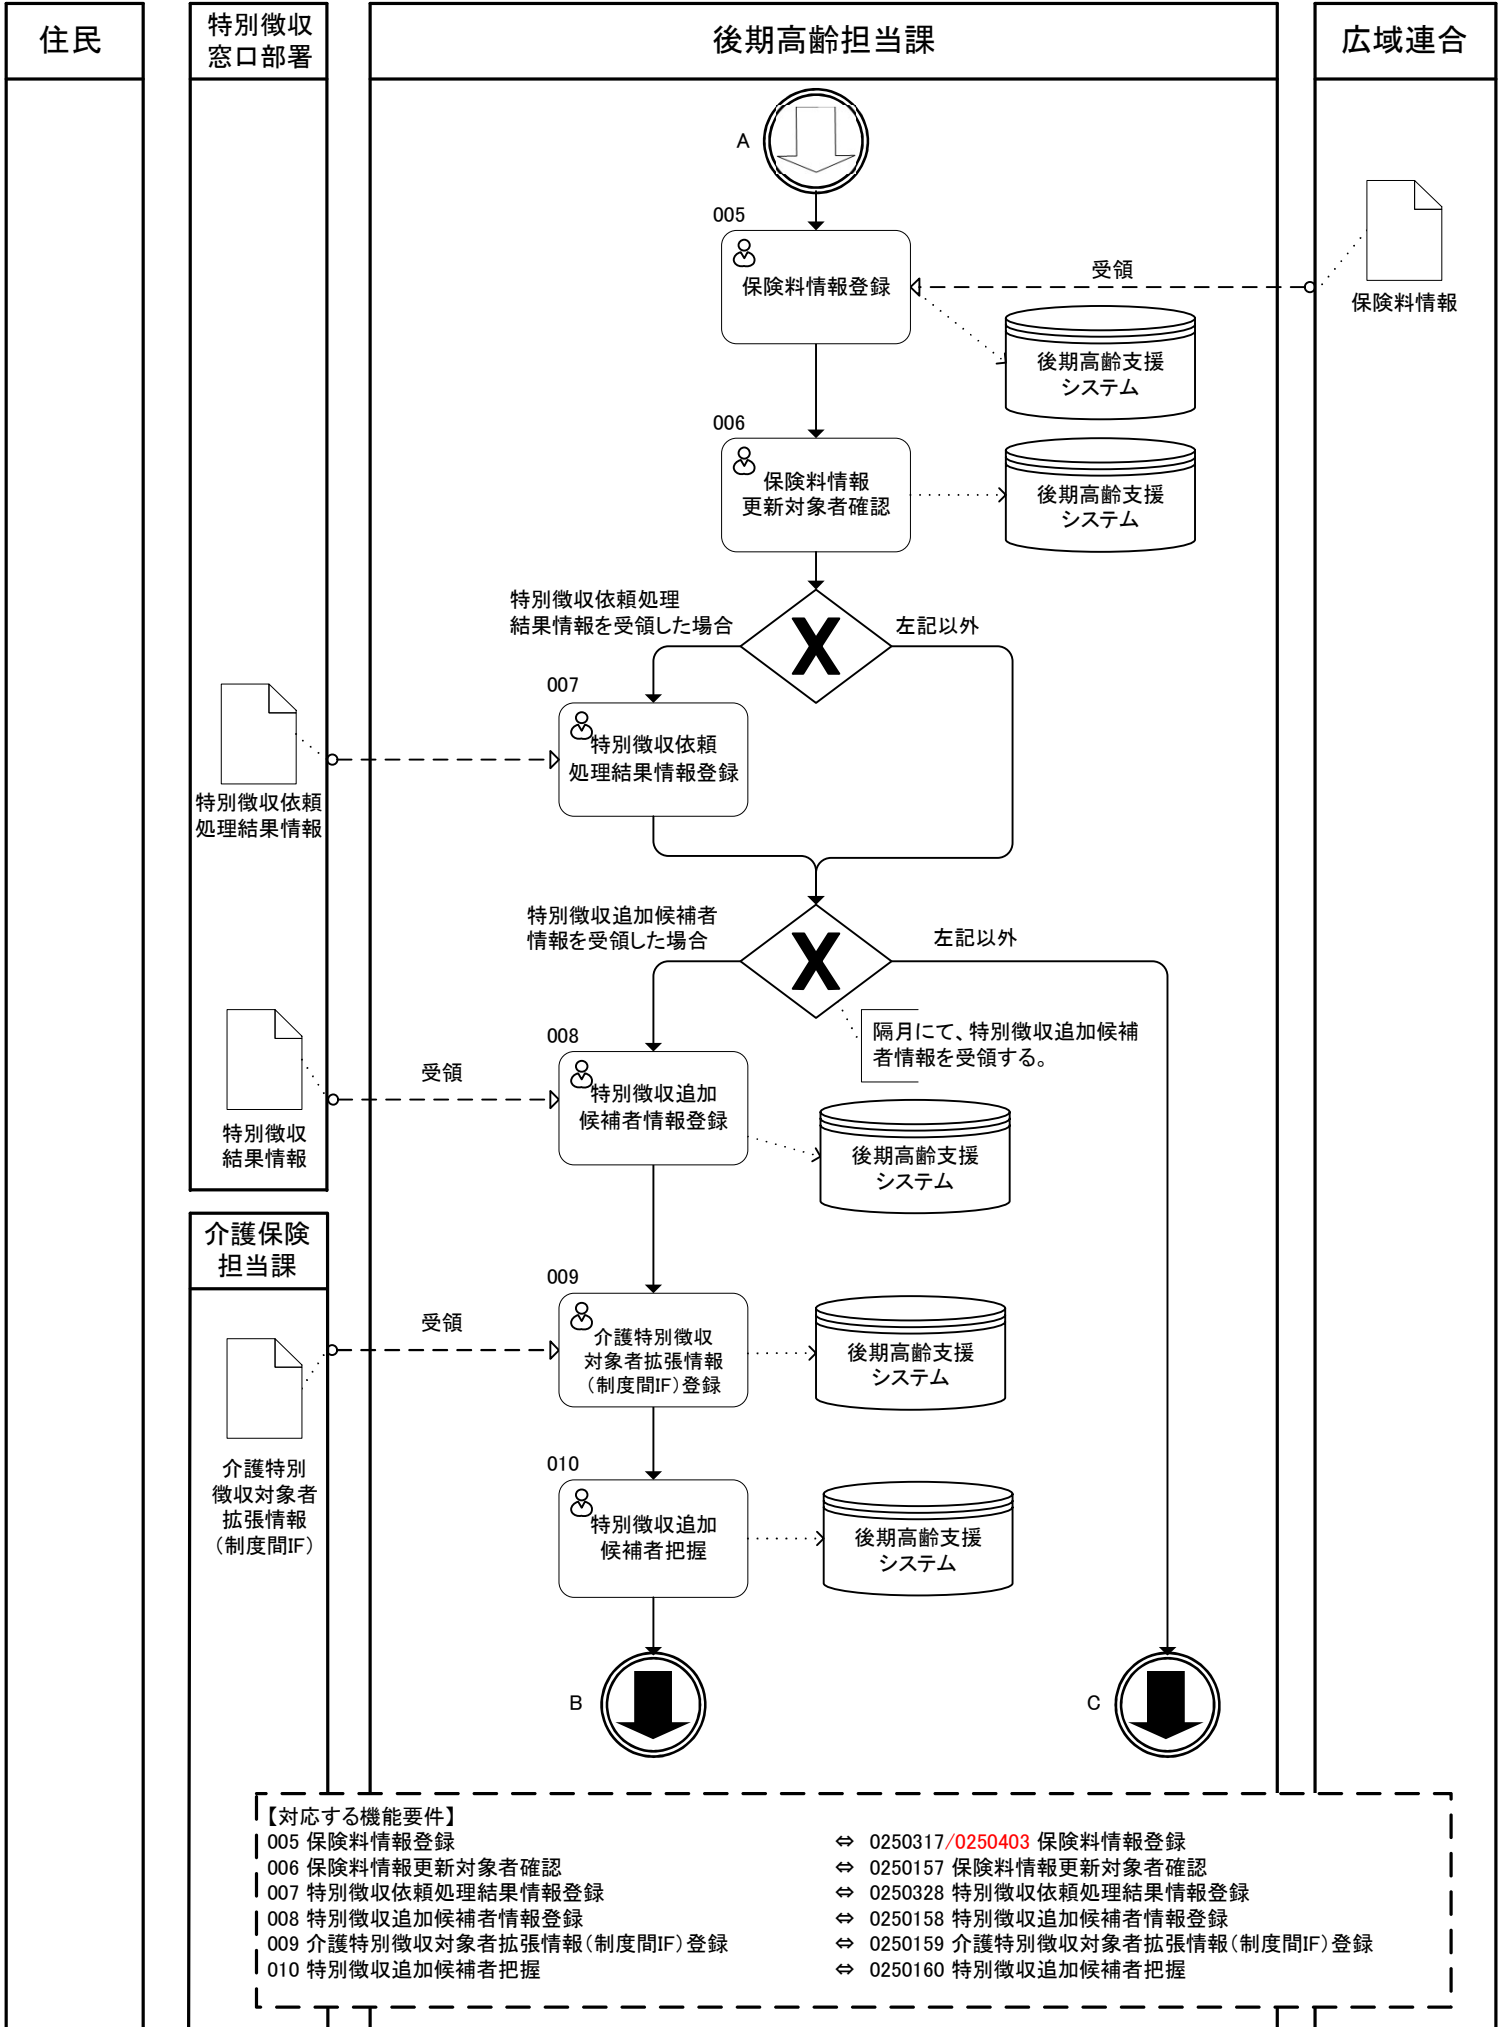 住民
特別徴収
窓口部署
後期高齢担当課
広域連合
A
005
保険料情報登録
受領
保険料情報
後期高齢支援
システム
006
保険料情報
更新対象者確認
後期高齢支援
システム
特別徴収依頼処理
結果情報を受領した場合
X
左記以外
007
特別徴収依頼
処理結果情報登録
特別徴収依頼
処理結果情報
特別徴収追加候補者
情報を受領した場合
X
左記以外
隔月にて、特別徴収追加候補
者情報を受領する。
008
受領
特別徴収追加
候補者情報登録
特別徴収
結果情報
後期高齢支援
システム
介護保険
担当課
009
受領
介護特別徴収
対象者拡張情報
（制度間IF）登録
後期高齢支援
システム
介護特別
徴収対象者
拡張情報
（制度間IF）
010
特別徴収追加
候補者把握
後期高齢支援
システム
B
C
【対応する機能要件】
005 保険料情報登録 ⇔ 0250317/0250403 保険料情報登録
006 保険料情報更新対象者確認 ⇔ 0250157 保険料情報更新対象者確認
007 特別徴収依頼処理結果情報登録 ⇔ 0250328 特別徴収依頼処理結果情報登録
008 特別徴収追加候補者情報登録 ⇔ 0250158 特別徴収追加候補者情報登録
009 介護特別徴収対象者拡張情報（制度間IF）登録 ⇔ 0250159 介護特別徴収対象者拡張情報（制度間IF）登録
010 特別徴収追加候補者把握 ⇔ 0250160 特別徴収追加候補者把握